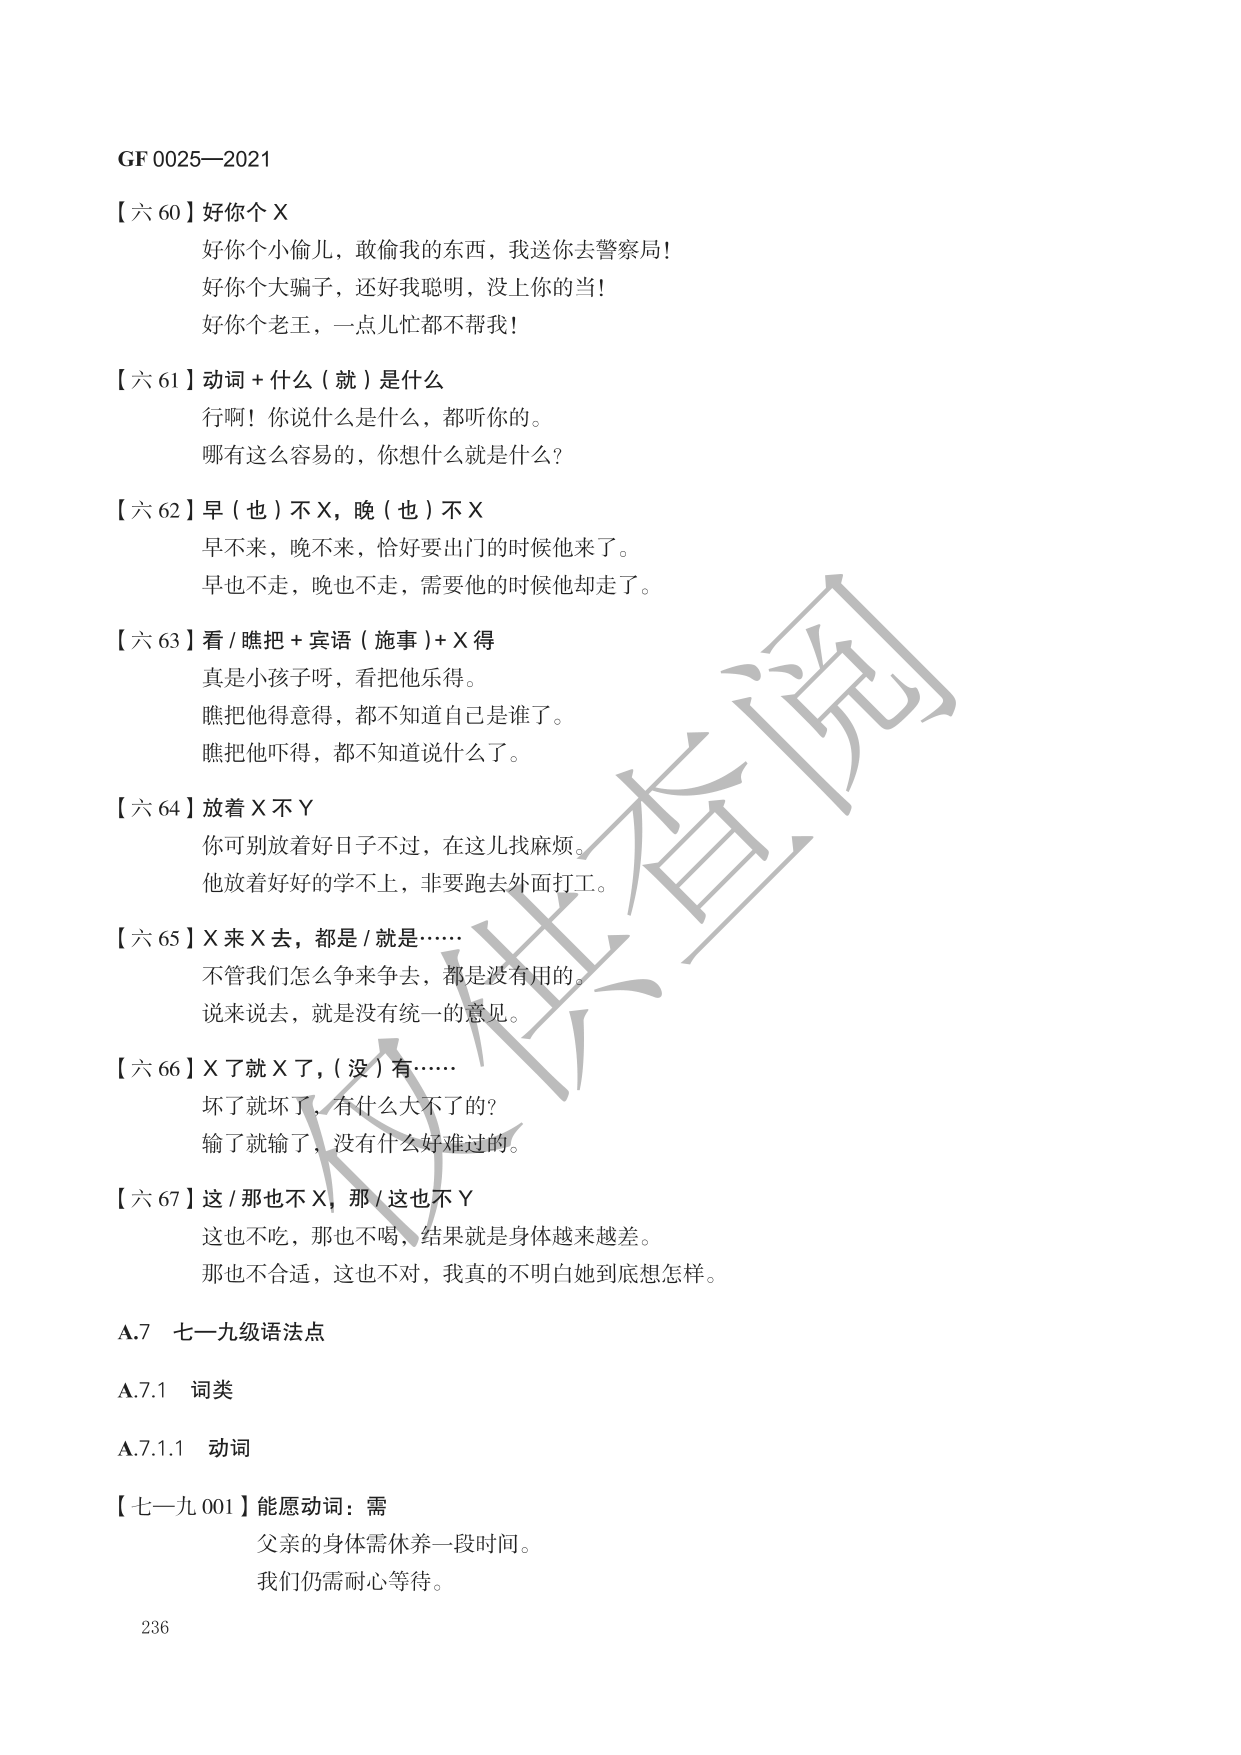 GF 0025—2021
【六 60】好你个 X
好你个小偷儿，敢偷我的东西，我送你去警察局！
好你个大骗子，还好我聪明，没上你的当！
好你个老王，一点儿忙都不帮我！
【六 61】动词 + 什么（就）是什么
行啊！你说什么是什么，都听你的。
哪有这么容易的，你想什么就是什么？
【六 62】早（也）不 X，晚（也）不 X
早不来，晚不来，恰好要出门的时候他来了。
早也不走，晚也不走，需要他的时候他却走了。
【六 63】看 / 瞧把 + 宾语（施事）+ X 得
真是小孩子呀，看把他乐得。
瞧把他得意得，都不知道自己是谁了。
瞧把他吓得，都不知道说什么了。
【六 64】放着 X 不 Y
你可别放着好日子不过，在这儿找麻烦。
他放着好好的学不上，非要跑去外面打工。
【六 65】X 来 X 去，都是 / 就是……
不管我们怎么争来争去，都是没有用的。
说来说去，就是没有统一的意见。
【六 66】X 了就 X 了，（没）有……
坏了就坏了，有什么大不了的？
输了就输了，没有什么好难过的。
【六 67】这 / 那也不 X，那 / 这也不 Y
这也不吃，那也不喝，结果就是身体越来越差。
那也不合适，这也不对，我真的不明白她到底想怎样。
A.7 七—九级语法点
A.7.1 词类
A.7.1.1 动词
【七—九 001】能愿动词：需
父亲的身体需休养一段时间。
我们仍需耐心等待。
236
仅供查阅